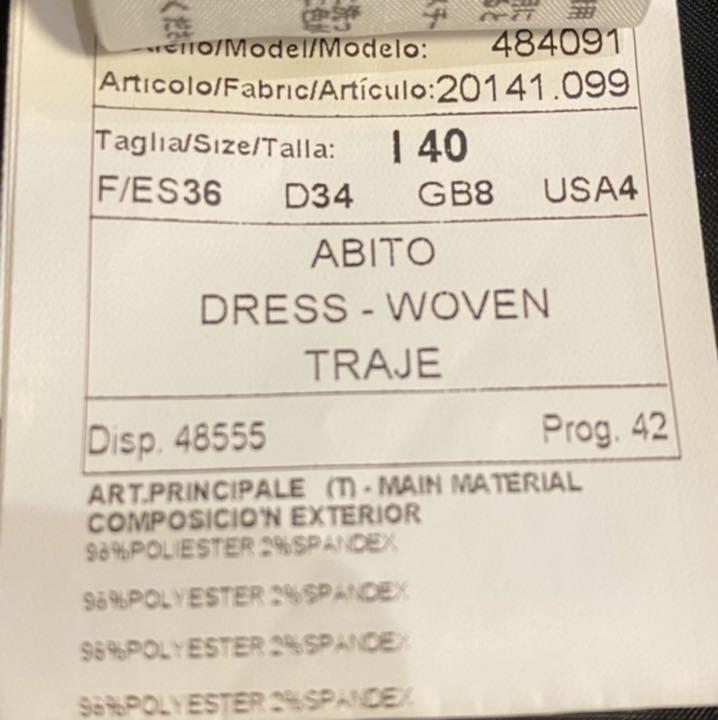 /Model/Modelo: 484091
Articolo/Fabric/Artículo:20141.099
Taglia/Size/Talla: I 40
F/ES36 D34 GB8 USA4
ABITO
DRESS - WOVEN
TRAJE
Disp. 48555 Prog. 42
ART.PRINCIPALE (T) - MAIN MATERIAL
COMPOSICIO'N EXTERIOR
98%POLIESTER 2%SPANDEX
98%POLYESTER 2%SPANDEX
98%POLYESTER 2%SPANDEX
98%POLYESTER 2%SPANDEX